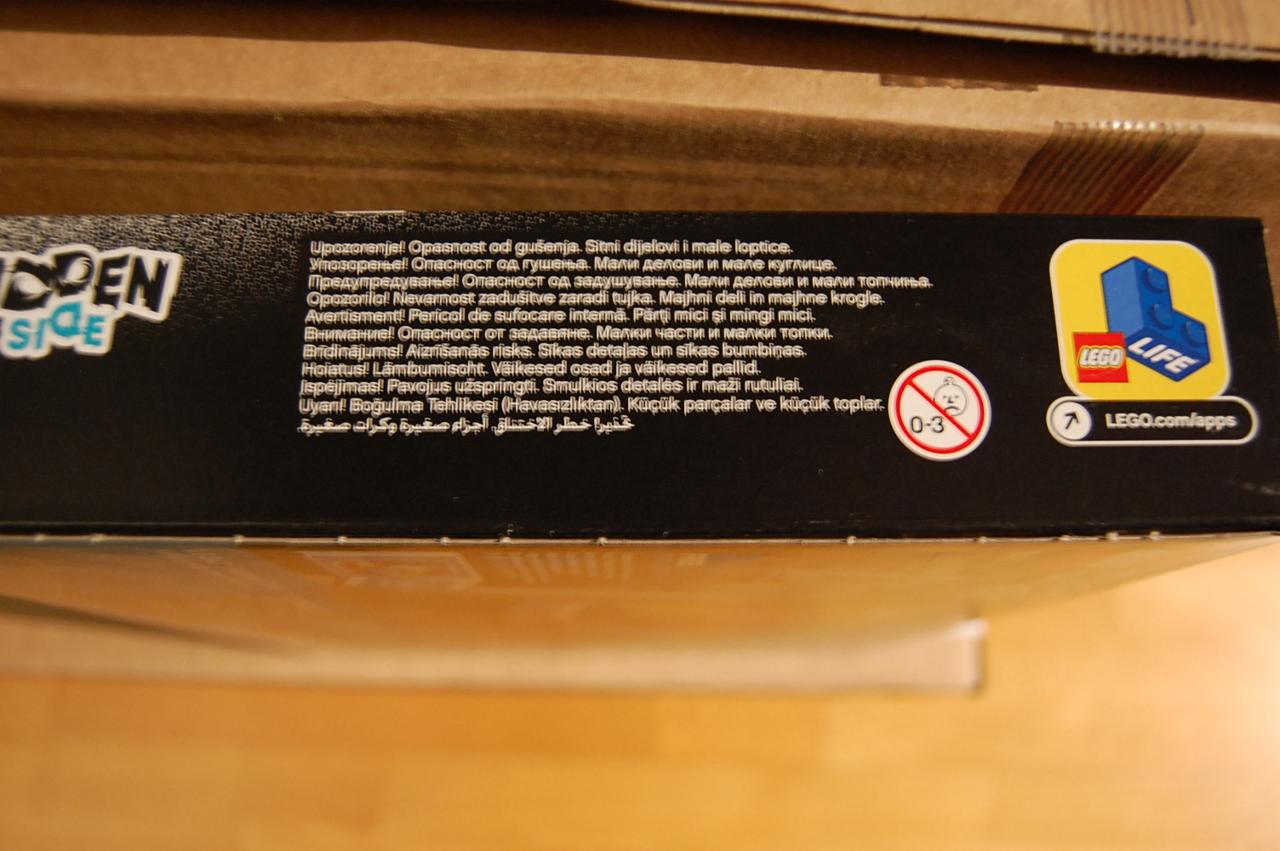 DDEN
SIDE
Upozorenje! Opasnost od gušenja. Sitni dijelovi i male loptice.
Упозорење! Опасност од гушења. Мали делови и мале куглице.
Предупредување! Опасност од задушување. Мали делови и мали топчиња.
Opozorilo! Nevarnost zadušitve zaradi tujka. Majhni deli in majhne krogle.
Avertisment! Pericol de sufocare internă. Părți mici și mingi mici.
Внимание! Опасност от задавяне. Малки части и малки топки.
Brīdinājums! Aizrīšanās risks. Sīkas detaļas un sīkas bumbiņas.
Hoiatus! Lämbumisoht. Väikesed osad ja väikesed pallid.
Įspėjimas! Pavojus užspringti. Smulkios detalės ir maži rutuliai.
Uyarı! Boğulma Tehlikesi (Havasızlıktan). Küçük parçalar ve küçük toplar.
تحذير! خطر الاختناق. أجزاء صغيرة وكرات صغيرة.
0-3
LEGO
LIFE
LEGO.com/apps